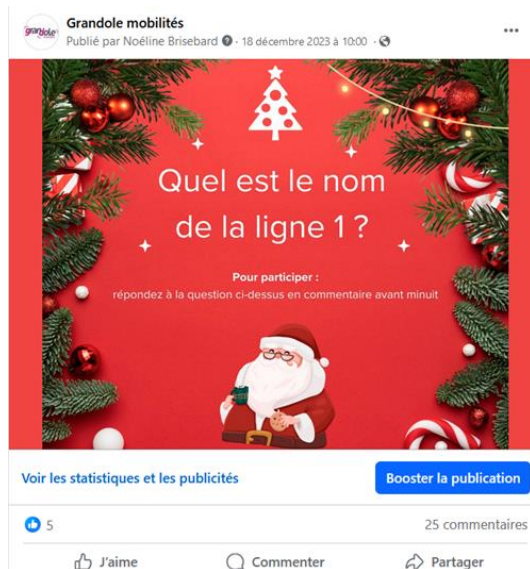 grandole
Grandole mobilités
Publié par Noéline Brisebard · 18 décembre 2023 à 10:00 ·
Quel est le nom
de la ligne 1 ?
Pour participer :
répondez à la question ci-dessus en commentaire avant minuit
Voir les statistiques et les publicités
Booster la publication
5
25 commentaires
J'aime
Commenter
Partager